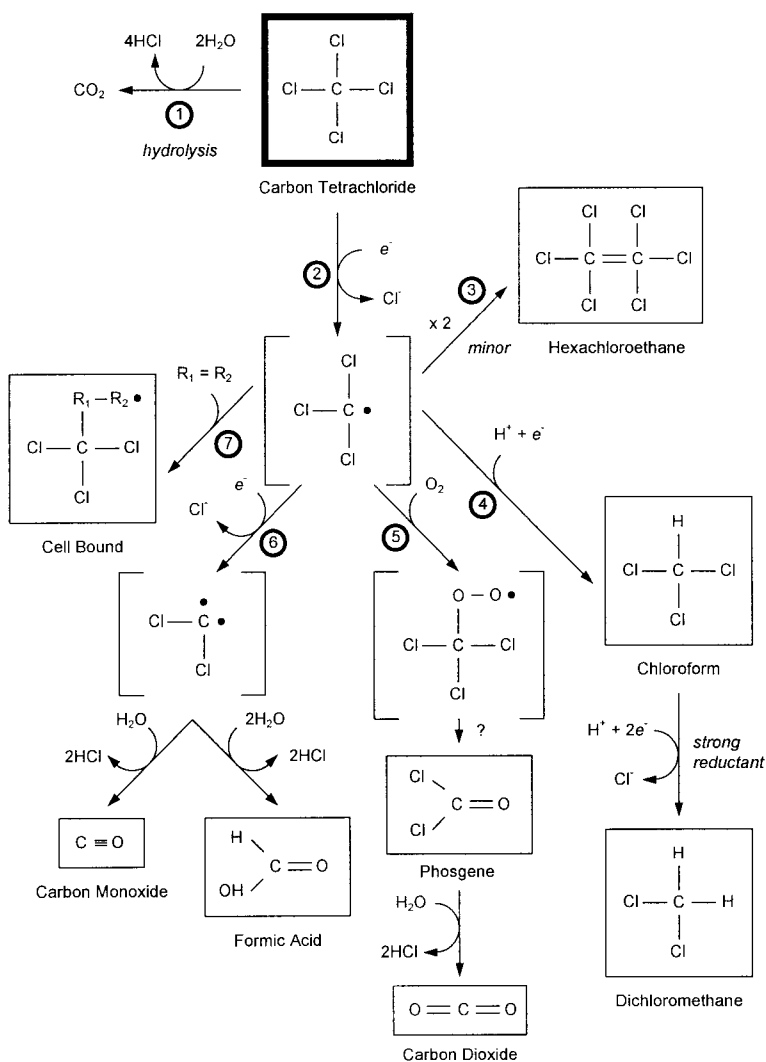 4HCl 2H₂O
CO₂
1
hydrolysis
Cl
Cl C Cl
Cl
Carbon Tetrachloride
2
e⁻
Cl⁻
3
x 2
minor
Cl Cl
Cl C C Cl
Cl Cl
Hexachloroethane
Cl
Cl C •
Cl
R₁ = R₂
7
R₁ R₂ •
Cl C Cl
Cl
Cell Bound
e⁻
Cl⁻
6
O₂
5
H⁺ + e⁻
4
Cl C
Cl
O O •
Cl C Cl
Cl
H
Cl C Cl
Cl
Chloroform
H₂O 2H₂O
2HCl 2HCl
?
H⁺ + 2e⁻
Cl⁻
strong
reductant
C O
Carbon Monoxide
H
C O
OH
Formic Acid
Cl
C O
Cl
Phosgene
H₂O
2HCl
O C O
Carbon Dioxide
H
Cl C H
Cl
Dichloromethane